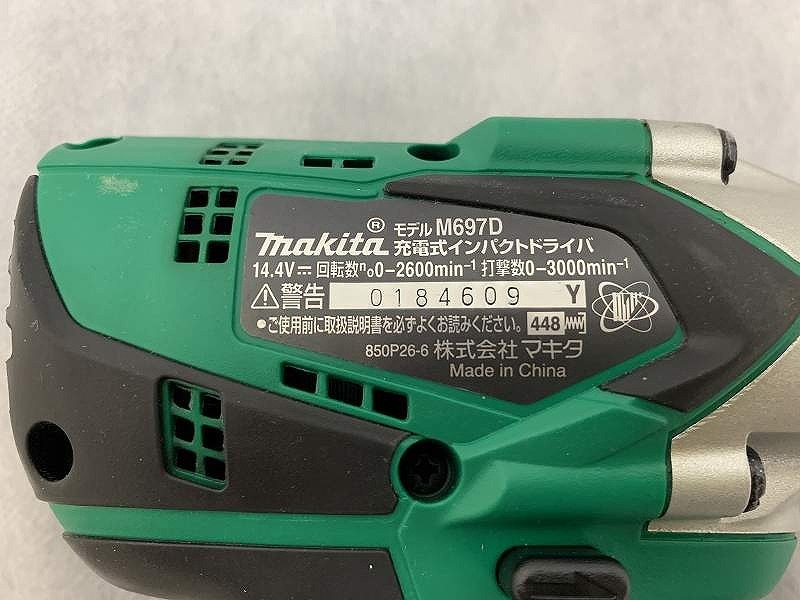 モデル M697D
makita® 充電式インパクトドライバ
14.4V⎓ 回転数n₀0-2600min⁻¹ 打撃数0-3000min⁻¹
⚠警告 0184609 Y
●ご使用前に取扱説明書を必ずよくお読みください。 448
850P26-6 株式会社 マキタ
Made in China